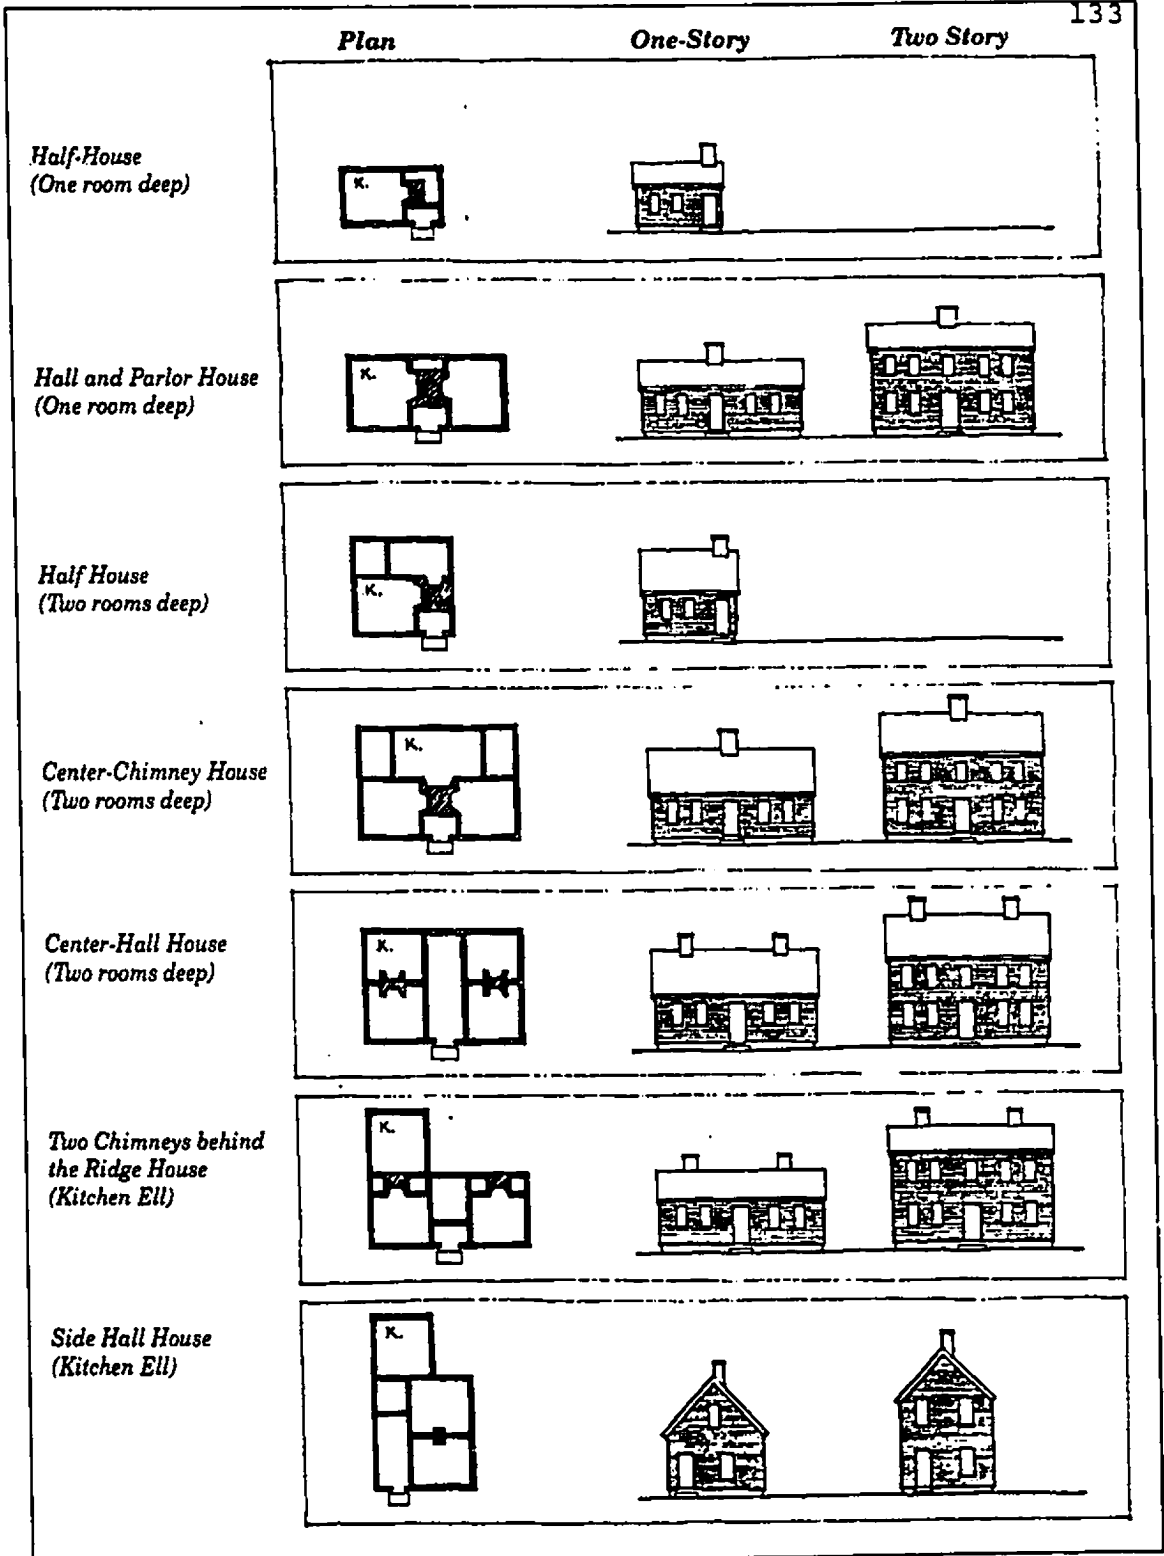 133
Plan One-Story Two Story
Half-House
(One room deep)
K.
Hall and Parlor House
(One room deep)
K.
Half House
(Two rooms deep)
K.
Center-Chimney House
(Two rooms deep)
K.
Center-Hall House
(Two rooms deep)
K.
Two Chimneys behind
the Ridge House
(Kitchen Ell)
K.
Side Hall House
(Kitchen Ell)
K.